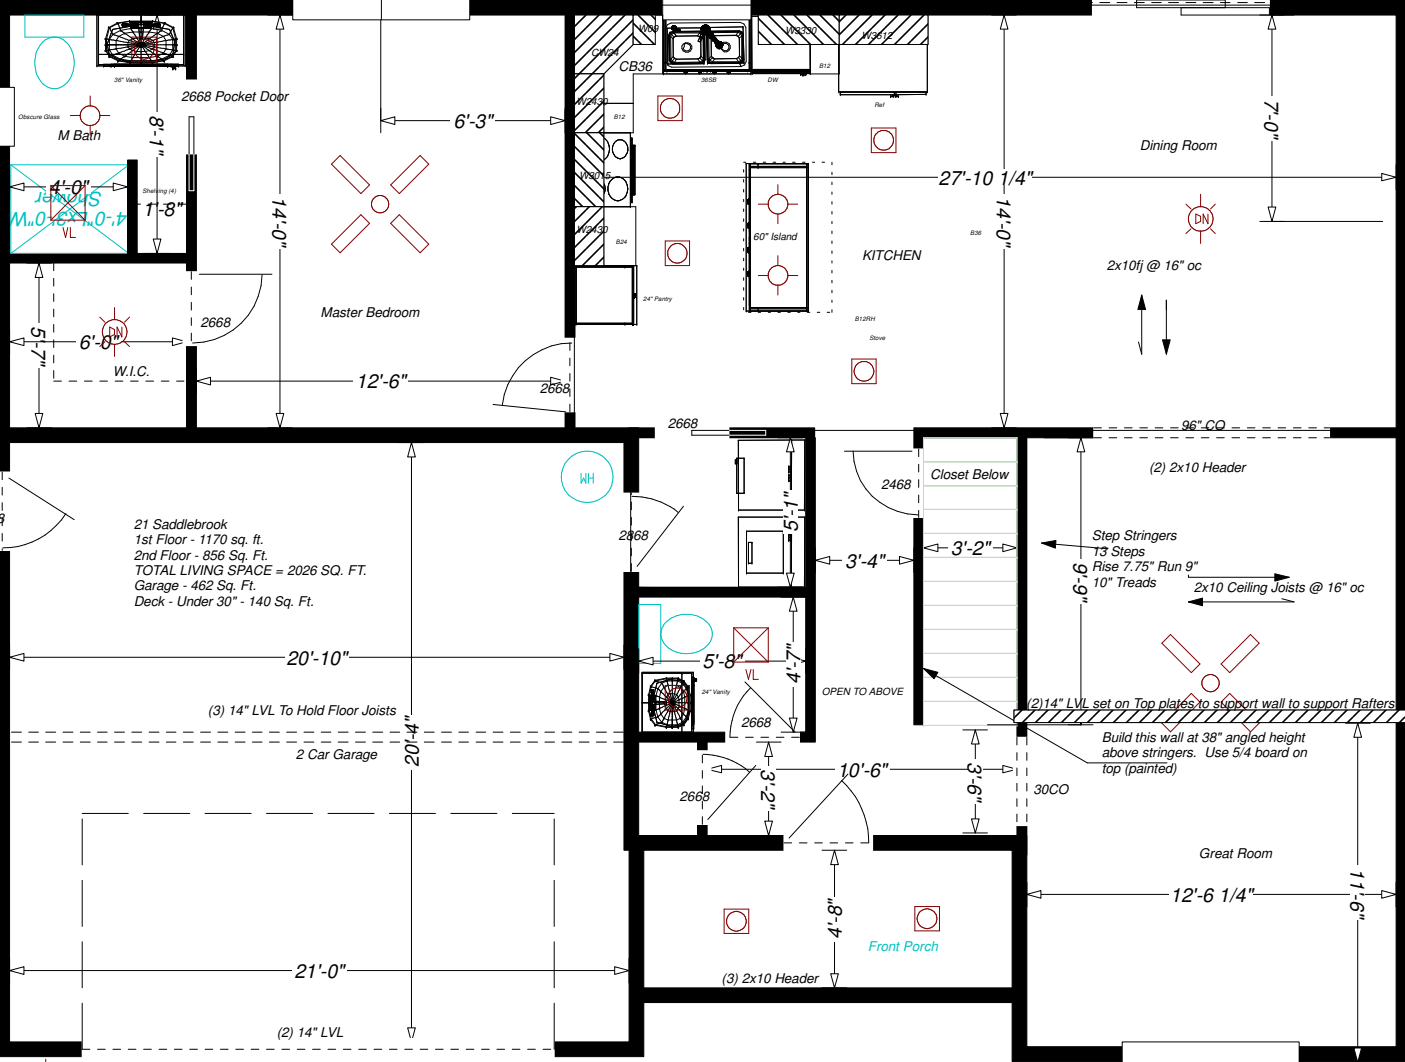 36" Vanity
Obscure Glass
M Bath
8'-1"
2668 Pocket Door
4'-0"
Shelving (4)
1'-8"
4'-0"Lx3'-0"W
Shower
VL
14'-0"
6'-3"
Master Bedroom
12'-6"
2668
2668
5'-7"
6'-0"
DN
W.I.C.
W09
CW24
CB36
W2430
B12
W3015
W2430
B24
24" Pantry
36SB
DW
W3330
B12
W3612
Ref
60" Island
KITCHEN
B36
B12RH
Stove
27'-10 1/4"
14'-0"
Dining Room
7'-0"
DN
2x10fj @ 16" oc
2668
96" CO
(2) 2x10 Header
WH
21 Saddlebrook
1st Floor - 1170 sq. ft.
2nd Floor - 856 Sq. Ft.
TOTAL LIVING SPACE = 2026 SQ. FT.
Garage - 462 Sq. Ft.
Deck - Under 30" - 140 Sq. Ft.
2868
5'-1"
2468
Closet Below
3'-4"
3'-2"
9'-6"
Step Stringers
13 Steps
Rise 7.75" Run 9"
10" Treads
2x10 Ceiling Joists @ 16" oc
20'-10"
(3) 14" LVL To Hold Floor Joists
20'-4"
2 Car Garage
5'-8"
VL
24" Vanity
4'-7"
2668
OPEN TO ABOVE
(2)14" LVL set on Top plates to support wall to support Rafters
Build this wall at 38" angled height
above stringers. Use 5/4 board on
top (painted)
2668
3'-2"
10'-6"
3'-6"
30CO
Great Room
12'-6 1/4"
11'-6"
4'-8"
Front Porch
(3) 2x10 Header
21'-0"
(2) 14" LVL